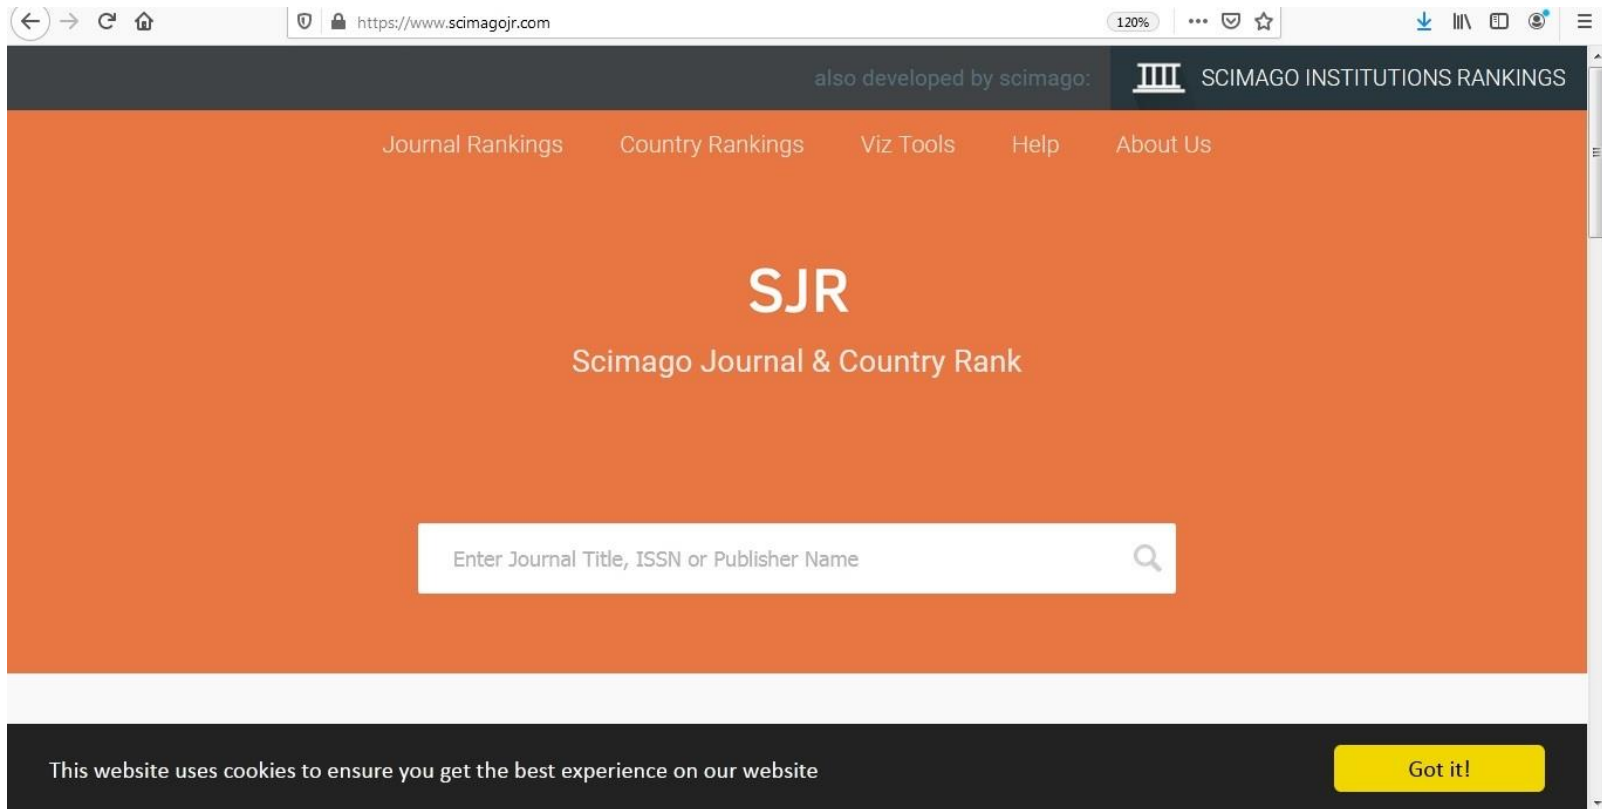 https://www.scimagojr.com 120%
also developed by scimago: SCIMAGO INSTITUTIONS RANKINGS
Journal Rankings Country Rankings Viz Tools Help About Us
SJR
Scimago Journal & Country Rank
Enter Journal Title, ISSN or Publisher Name
This website uses cookies to ensure you get the best experience on our website Got it!